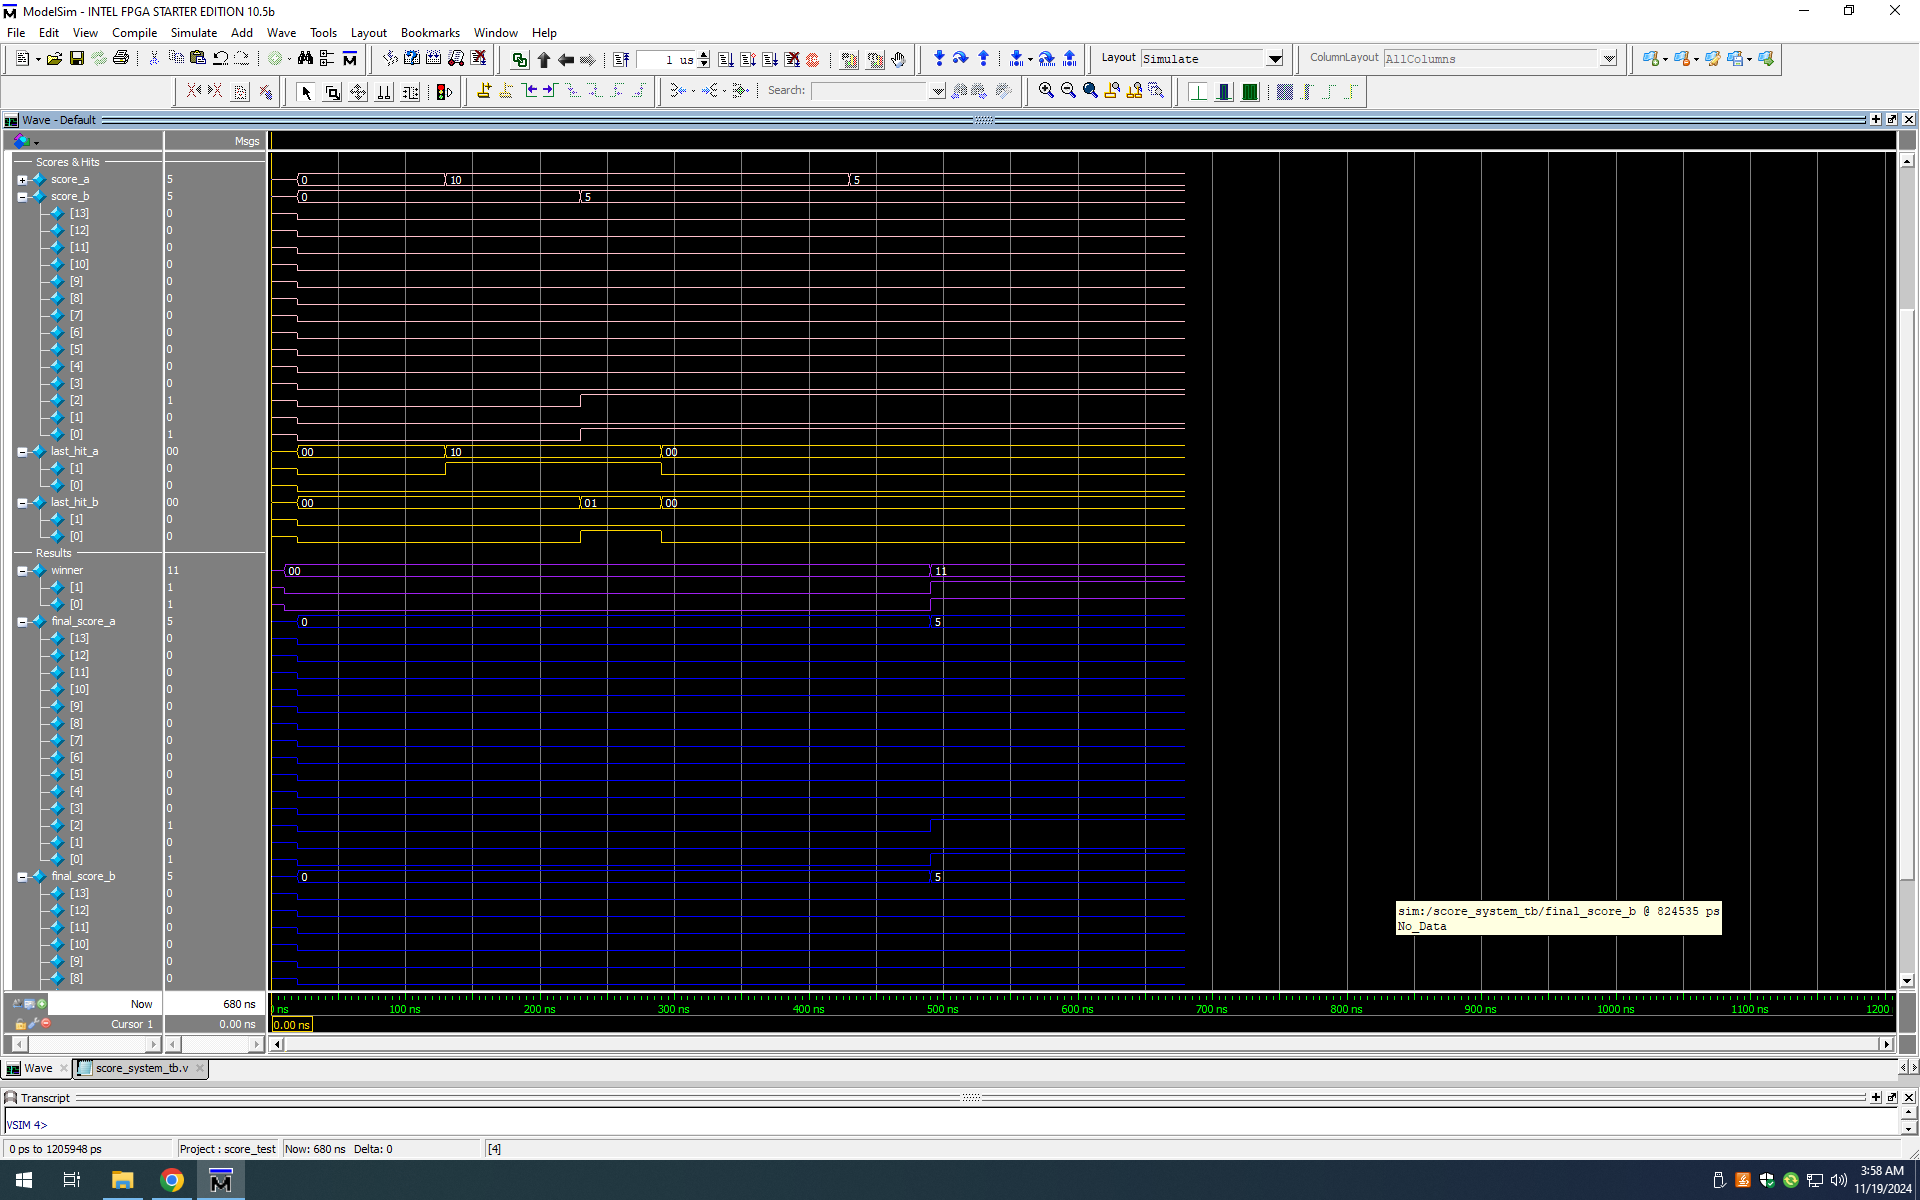 ModelSim - INTEL FPGA STARTER EDITION 10.5b
File Edit View Compile Simulate Add Wave Tools Layout Bookmarks Window Help
1 us
Layout Simulate
ColumnLayout AllColumns
Search:
Wave - Default
Msgs
Scores & Hits
score_a 5 0 10 5
score_b 5 0 5
[13] 0
[12] 0
[11] 0
[10] 0
[9] 0
[8] 0
[7] 0
[6] 0
[5] 0
[4] 0
[3] 0
[2] 1
[1] 0
[0] 1
last_hit_a 00 00 10 00
[1] 0
[0] 0
last_hit_b 00 00 01 00
[1] 0
[0] 0
Results
winner 11 00 11
[1] 1
[0] 1
final_score_a 5 0 5
[13] 0
[12] 0
[11] 0
[10] 0
[9] 0
[8] 0
[7] 0
[6] 0
[5] 0
[4] 0
[3] 0
[2] 1
[1] 0
[0] 1
final_score_b 5 0 5
[13] 0
[12] 0
[11] 0
[10] 0
[9] 0
[8] 0
sim:/score_system_tb/final_score_b @ 824535 ps
No_Data
Now 680 ns
ns 100 ns 200 ns 300 ns 400 ns 500 ns 600 ns 700 ns 800 ns 900 ns 1000 ns 1100 ns 1200
Cursor 1 0.00 ns
0.00 ns
Wave score_system_tb.v
Transcript
VSIM 4>
0 ps to 1205948 ps Project : score_test Now: 680 ns Delta: 0 [4]
3:58 AM
11/19/2024